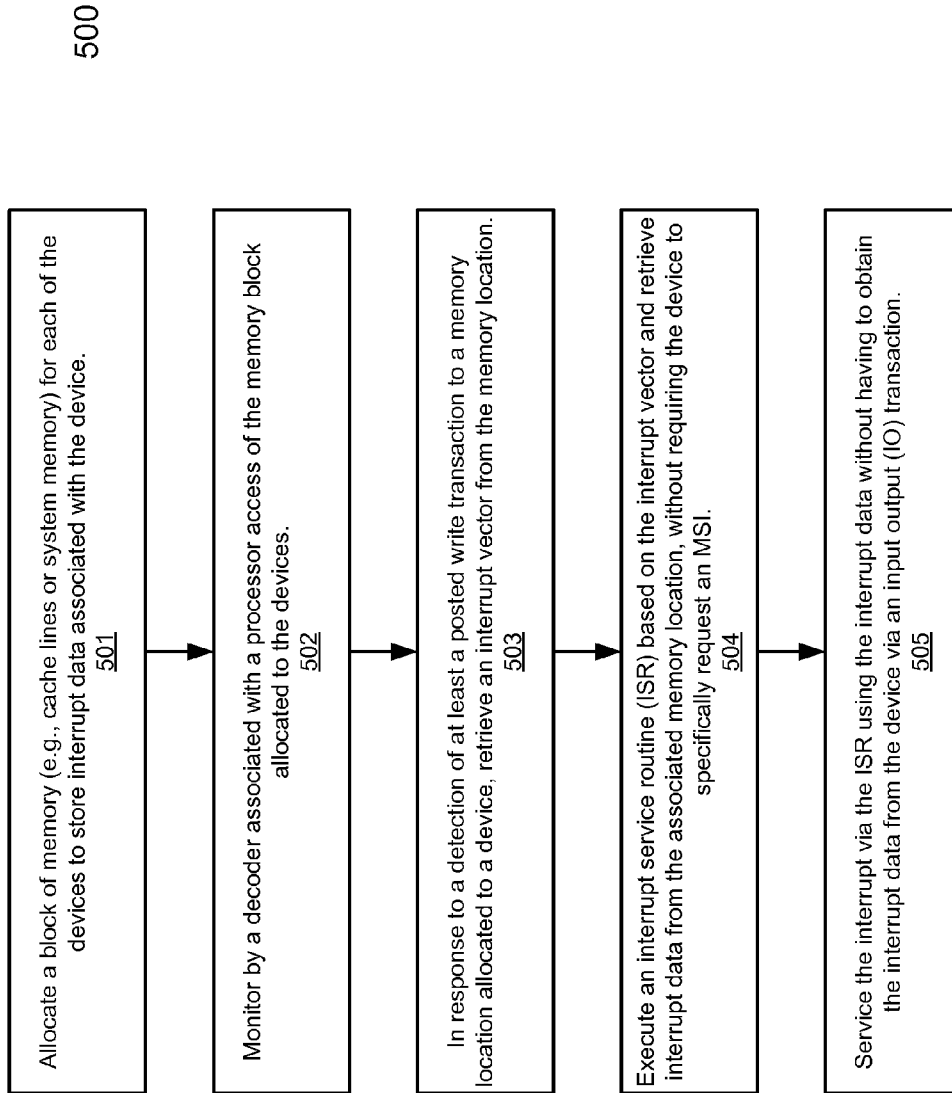 500
Allocate a block of memory (e.g., cache lines or system memory) for each of the
devices to store interrupt data associated with the device.
501
Monitor by a decoder associated with a processor access of the memory block
allocated to the devices.
502
In response to a detection of at least a posted write transaction to a memory
location allocated to a device, retrieve an interrupt vector from the memory location.
503
Execute an interrupt service routine (ISR) based on the interrupt vector and retrieve
interrupt data from the associated memory location, without requiring the device to
specifically request an MSI.
504
Service the interrupt via the ISR using the interrupt data without having to obtain
the interrupt data from the device via an input output (IO) transaction.
505